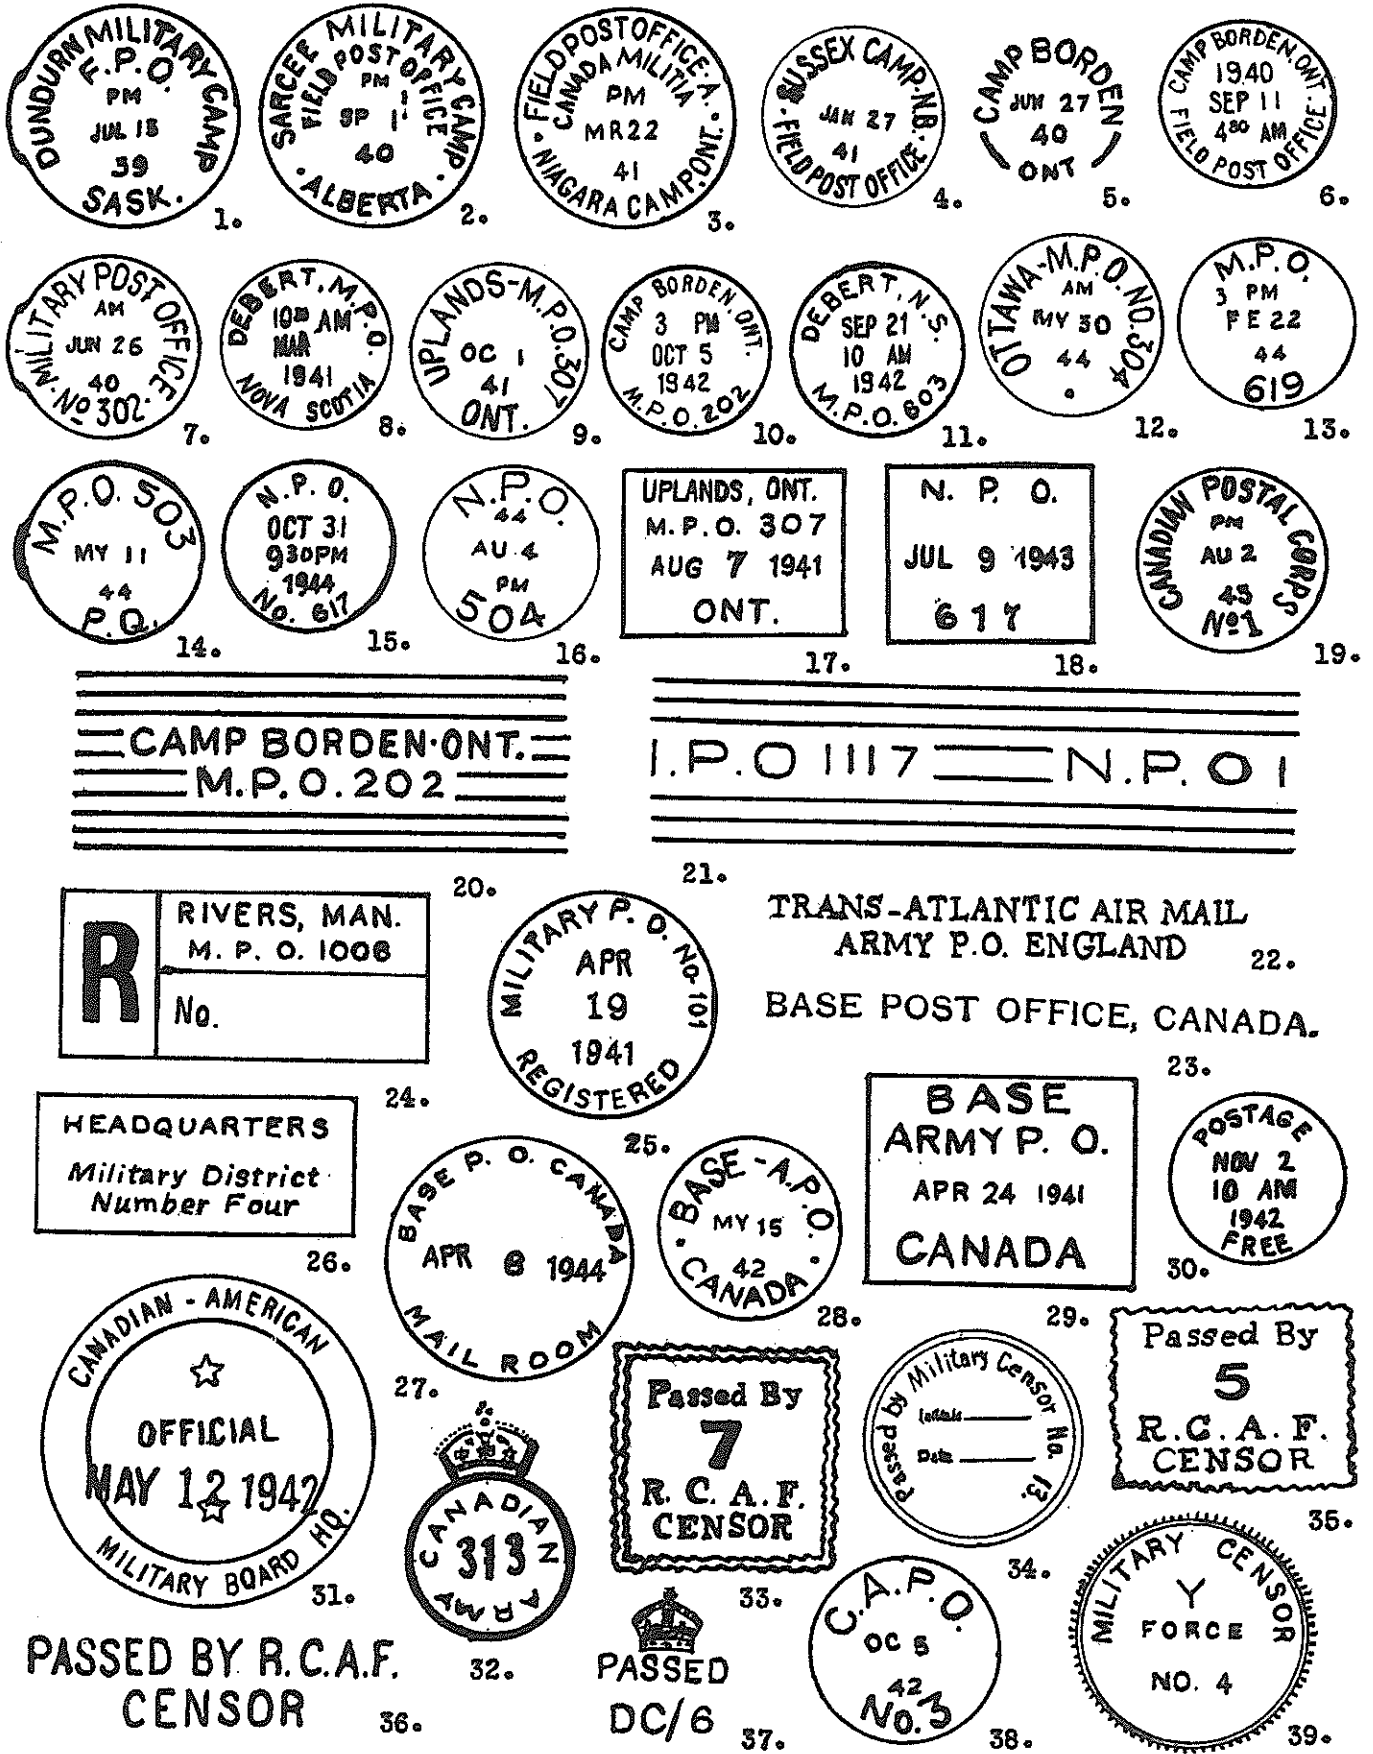 DUNDURN MILITARY CAMP
F.P.O.
PM
JUL 13
39
SASK.
1.
SARCEE MILITARY CAMP
FIELD POST OFFICE
PM
SP 1
40
· ALBERTA ·
2.
· FIELD POST OFFICE · A. ·
CANADA MILITIA
PM
MR 22
41
NIAGARA CAMP, ONT.
3.
SUSSEX CAMP · N.B. ·
JAN 27
41
FIELD POST OFFICE
4.
CAMP BORDEN
JUN 27
40
ONT
5.
CAMP BORDEN. ONT.
1940
SEP 11
4³⁰ AM
FIELD POST OFFICE
6.
· MILITARY POST OFFICE ·
AM
JUN 26
40
No 302
7.
DEBERT, M.P.O.
10³⁰ AM
MAR
1941
NOVA SCOTIA
8.
UPLANDS-M.P.O. 307
OC 1
41
ONT.
9.
CAMP BORDEN. ONT.
3 PM
OCT 5
1942
M.P.O. 202
10.
DEBERT, N.S.
SEP 21
10 AM
1942
M.P.O. 603
11.
OTTAWA-M.P.O. NO. 304
AM
MY 30
44
12.
M.P.O.
3 PM
FE 22
44
619
13.
M.P.O. 503
MY 11
44
P.Q.
14.
N.P.O.
OCT 31
9 30 PM
1944
No. 617
15.
N.P.O.
44
AU 4
PM
504
16.
UPLANDS, ONT.
M.P.O. 307
AUG 7 1941
ONT.
17.
N. P. O.
JUL 9 1943
617
18.
CANADIAN POSTAL CORPS
PM
AU 2
45
No 1
19.
CAMP BORDEN·ONT.
M.P.O. 202
20.
I.P.O 1117 N.P.O 1
21.
TRANS-ATLANTIC AIR MAIL
ARMY P.O. ENGLAND
22.
BASE POST OFFICE, CANADA.
23.
R
RIVERS, MAN.
M. P. O. 1006
No.
24.
MILITARY P. O. No 101
APR
19
1941
REGISTERED
25.
HEADQUARTERS
Military District
Number Four
26.
BASE P. O. CANADA
APR 6 1944
MAIL ROOM
27.
· BASE - A.P.O. ·
MY 15
42
CANADA
28.
BASE
ARMY P. O.
APR 24 1941
CANADA
29.
POSTAGE
NOV 2
10 AM
1942
FREE
30.
CANADIAN - AMERICAN
OFFICIAL
MAY 12 1942
MILITARY BOARD HQ.
31.
CANADIAN
313
ARMY
32.
Passed By
7
R. C. A. F.
CENSOR
33.
Passed by Military Censor No. 13.
Initials
Date
34.
Passed By
5
R. C. A. F.
CENSOR
35.
PASSED BY R.C.A.F.
CENSOR
36.
PASSED
DC/6
37.
C.A.P.O.
OC 5
42
No. 3
38.
MILITARY CENSOR
Y
FORCE
NO. 4
39.